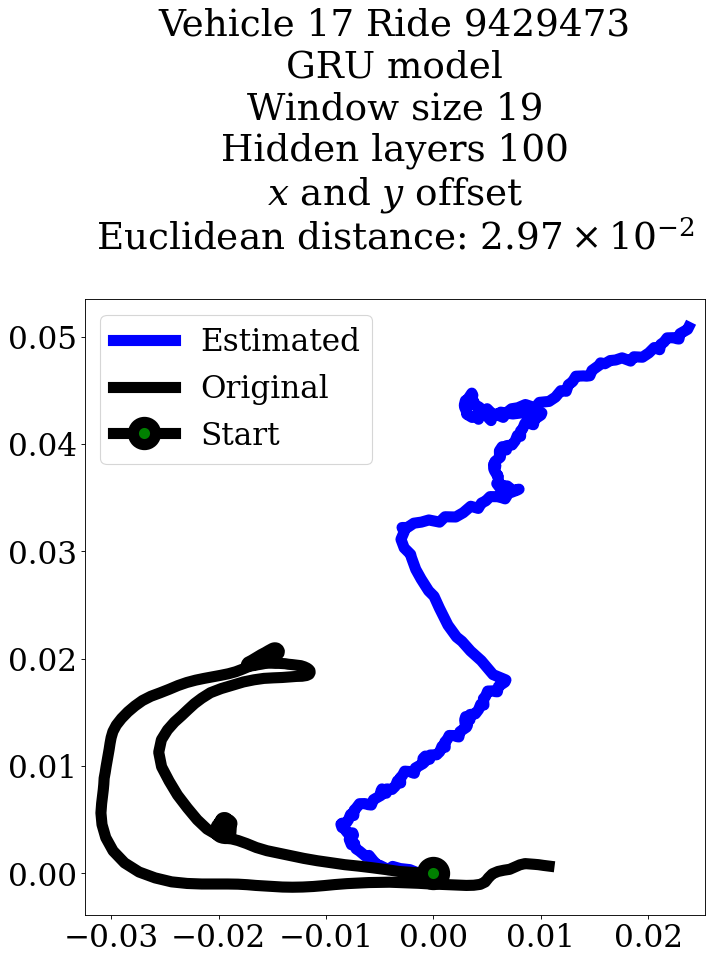 Vehicle 17 Ride 9429473
GRU model
Window size 19
Hidden layers 100
x and y offset
Euclidean distance: 2.97 × 10⁻²
Estimated
Original
Start
0.05
0.04
0.03
0.02
0.01
0.00
−0.03 −0.02 −0.01 0.00 0.01 0.02